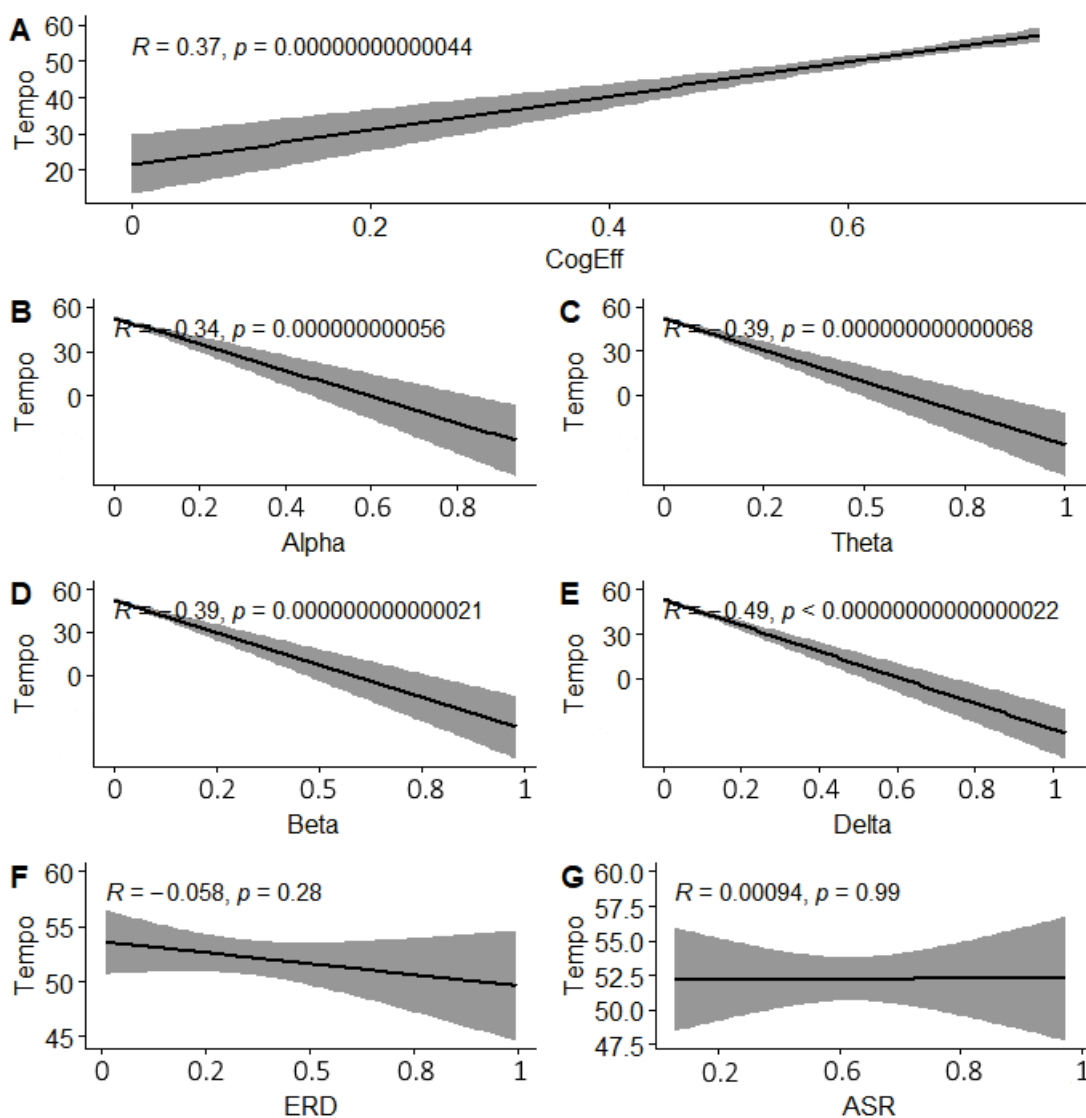 A
R = 0.37, p = 0.00000000000044
Tempo
60
50
40
30
20
0
0.2
0.4
0.6
CogEff
B
R = −0.34, p = 0.000000000056
Tempo
60
30
0
0
0.2
0.4
0.6
0.8
Alpha
C
R = −0.39, p = 0.000000000000068
Tempo
60
30
0
0
0.2
0.5
0.8
1
Theta
D
R = −0.39, p = 0.000000000000021
Tempo
60
30
0
0
0.2
0.5
0.8
1
Beta
E
R = −0.49, p < 0.00000000000000022
Tempo
60
30
0
0
0.2
0.4
0.6
0.8
1
Delta
F
R = −0.058, p = 0.28
Tempo
60
55
50
45
0
0.2
0.5
0.8
1
ERD
G
R = 0.00094, p = 0.99
Tempo
60.0
57.5
55.0
52.5
50.0
47.5
0.2
0.6
0.8
1
ASR